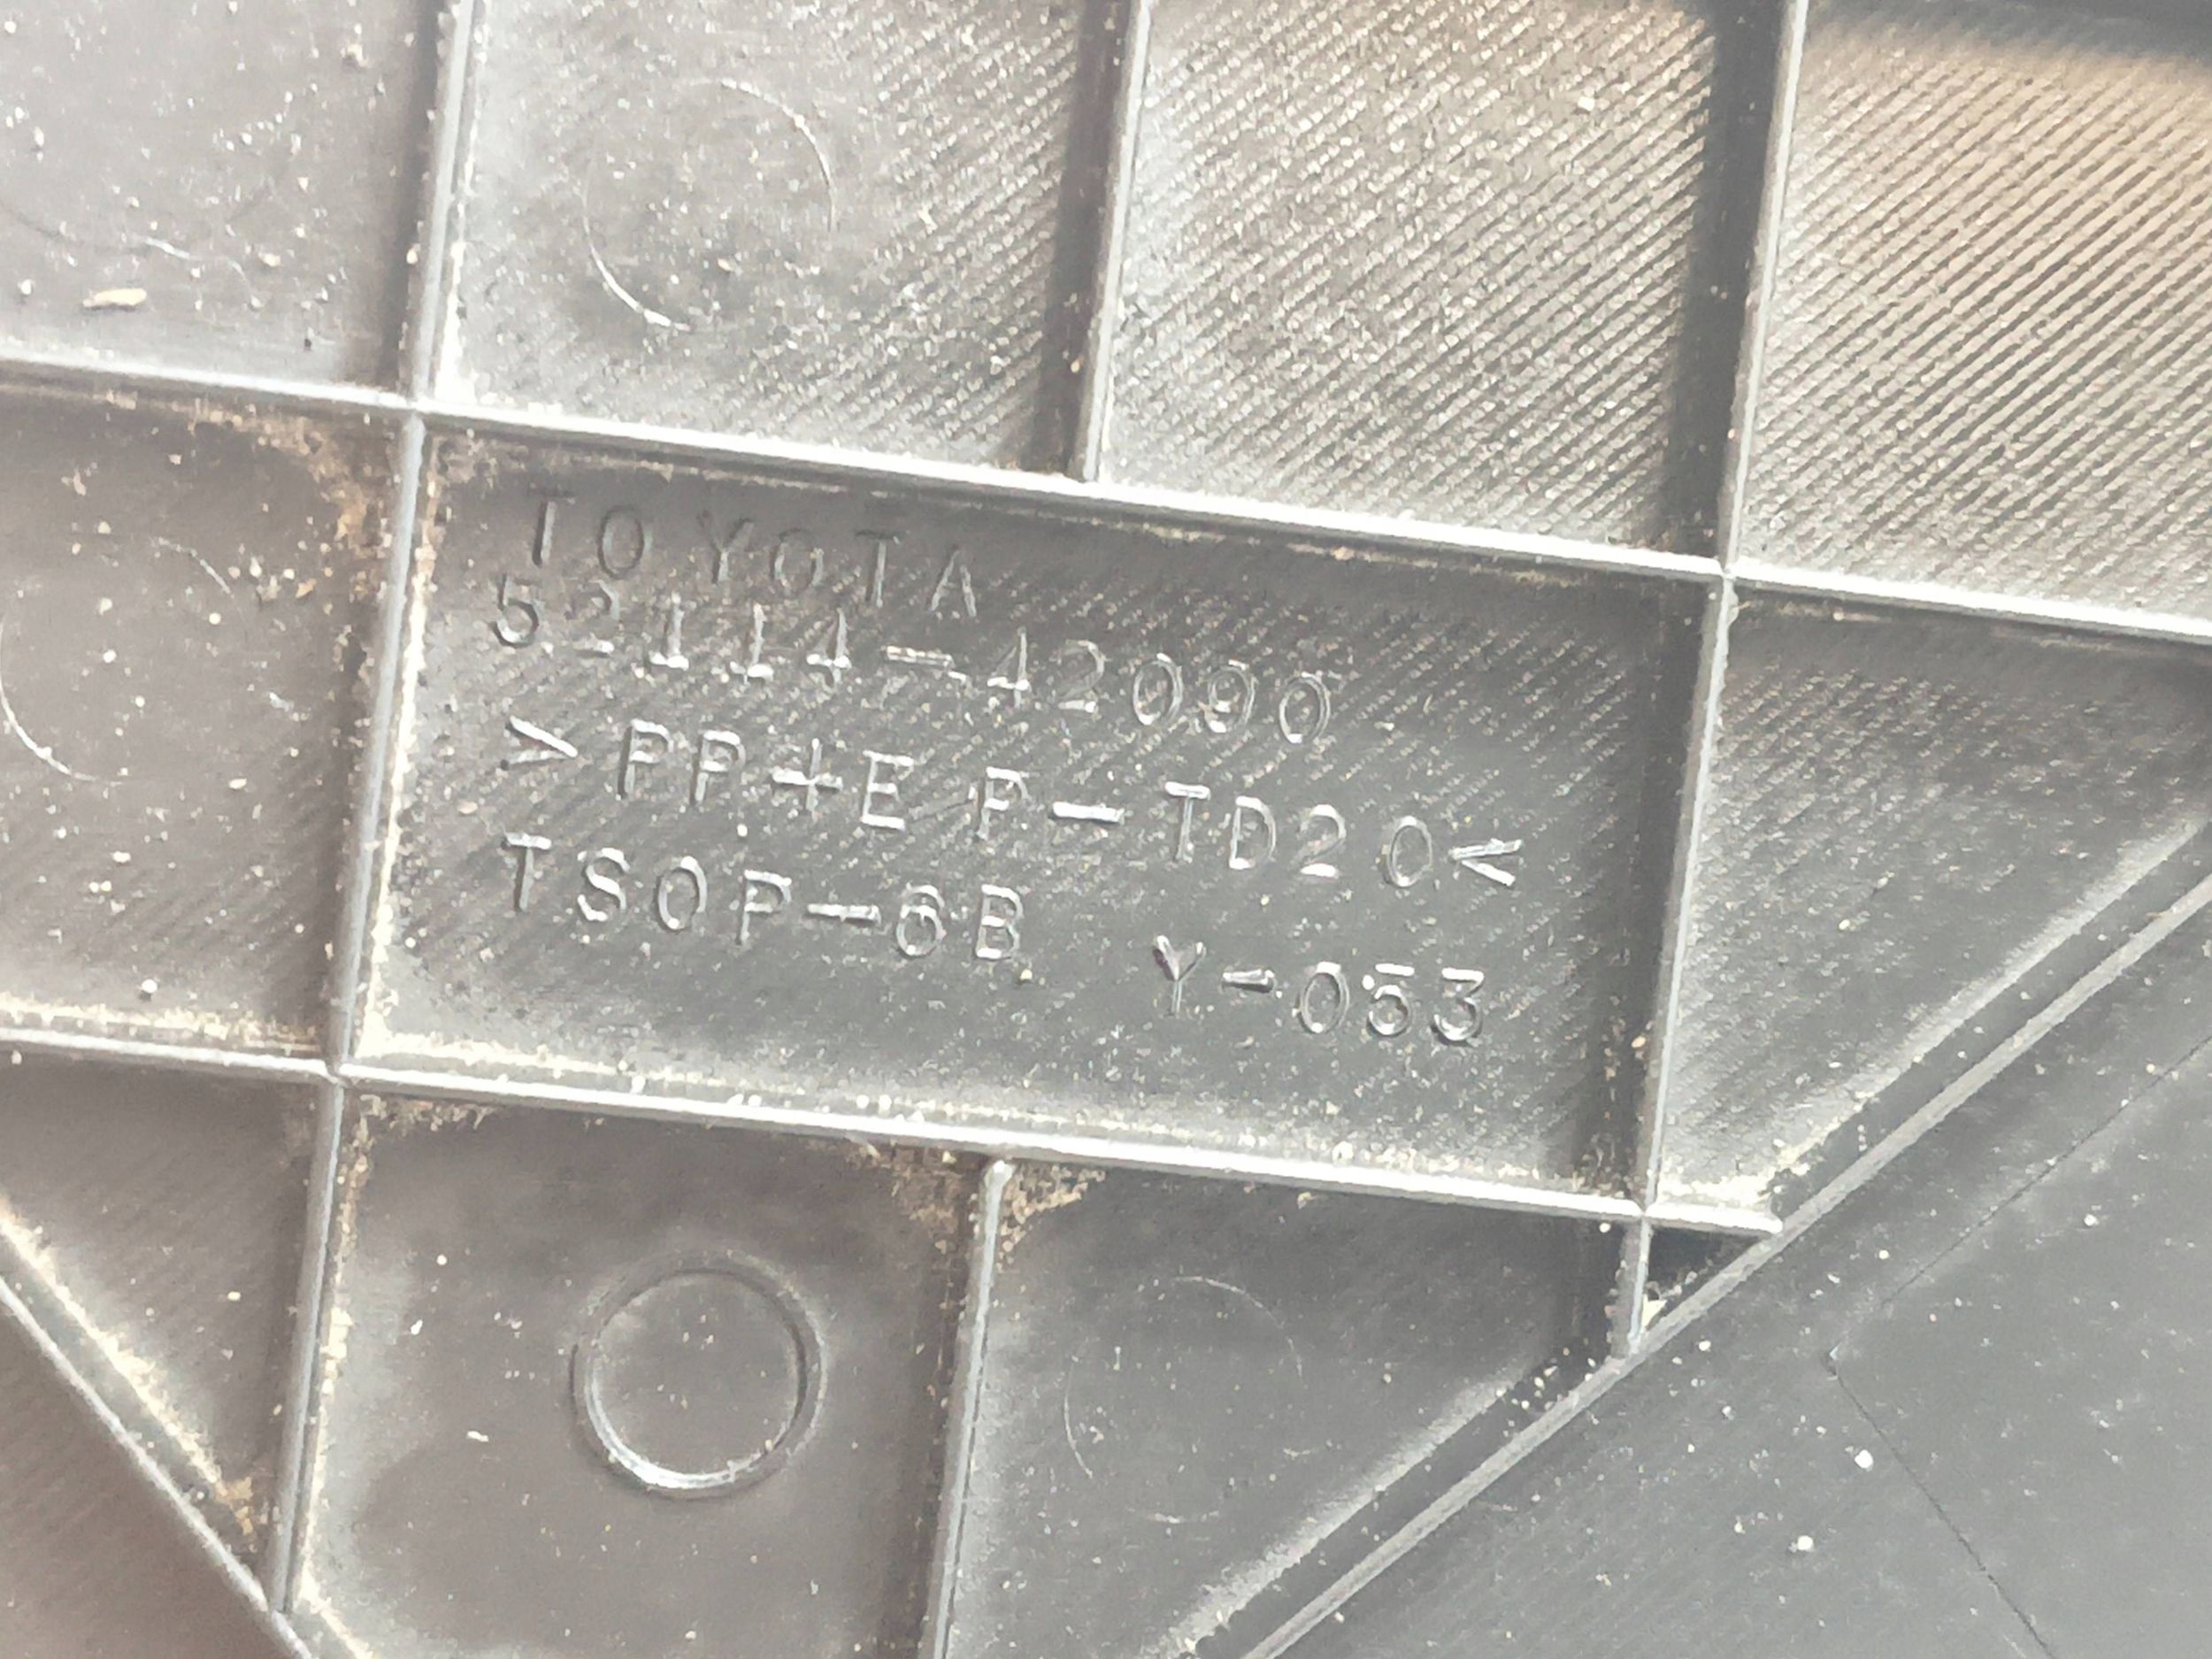 TOYOTA
52114-42090
>PP+E P-TD20<
TSOP-6B Y-053